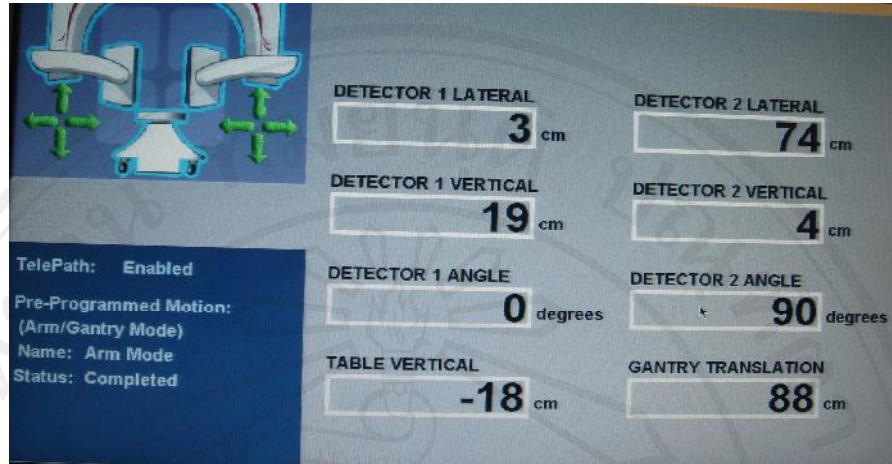 DETECTOR 1 LATERAL
3 cm
DETECTOR 2 LATERAL
74 cm
DETECTOR 1 VERTICAL
19 cm
DETECTOR 2 VERTICAL
4 cm
DETECTOR 1 ANGLE
0 degrees
DETECTOR 2 ANGLE
90 degrees
TABLE VERTICAL
-18 cm
GANTRY TRANSLATION
88 cm
TelePath: Enabled
Pre-Programmed Motion:
(Arm/Gantry Mode)
Name: Arm Mode
Status: Completed